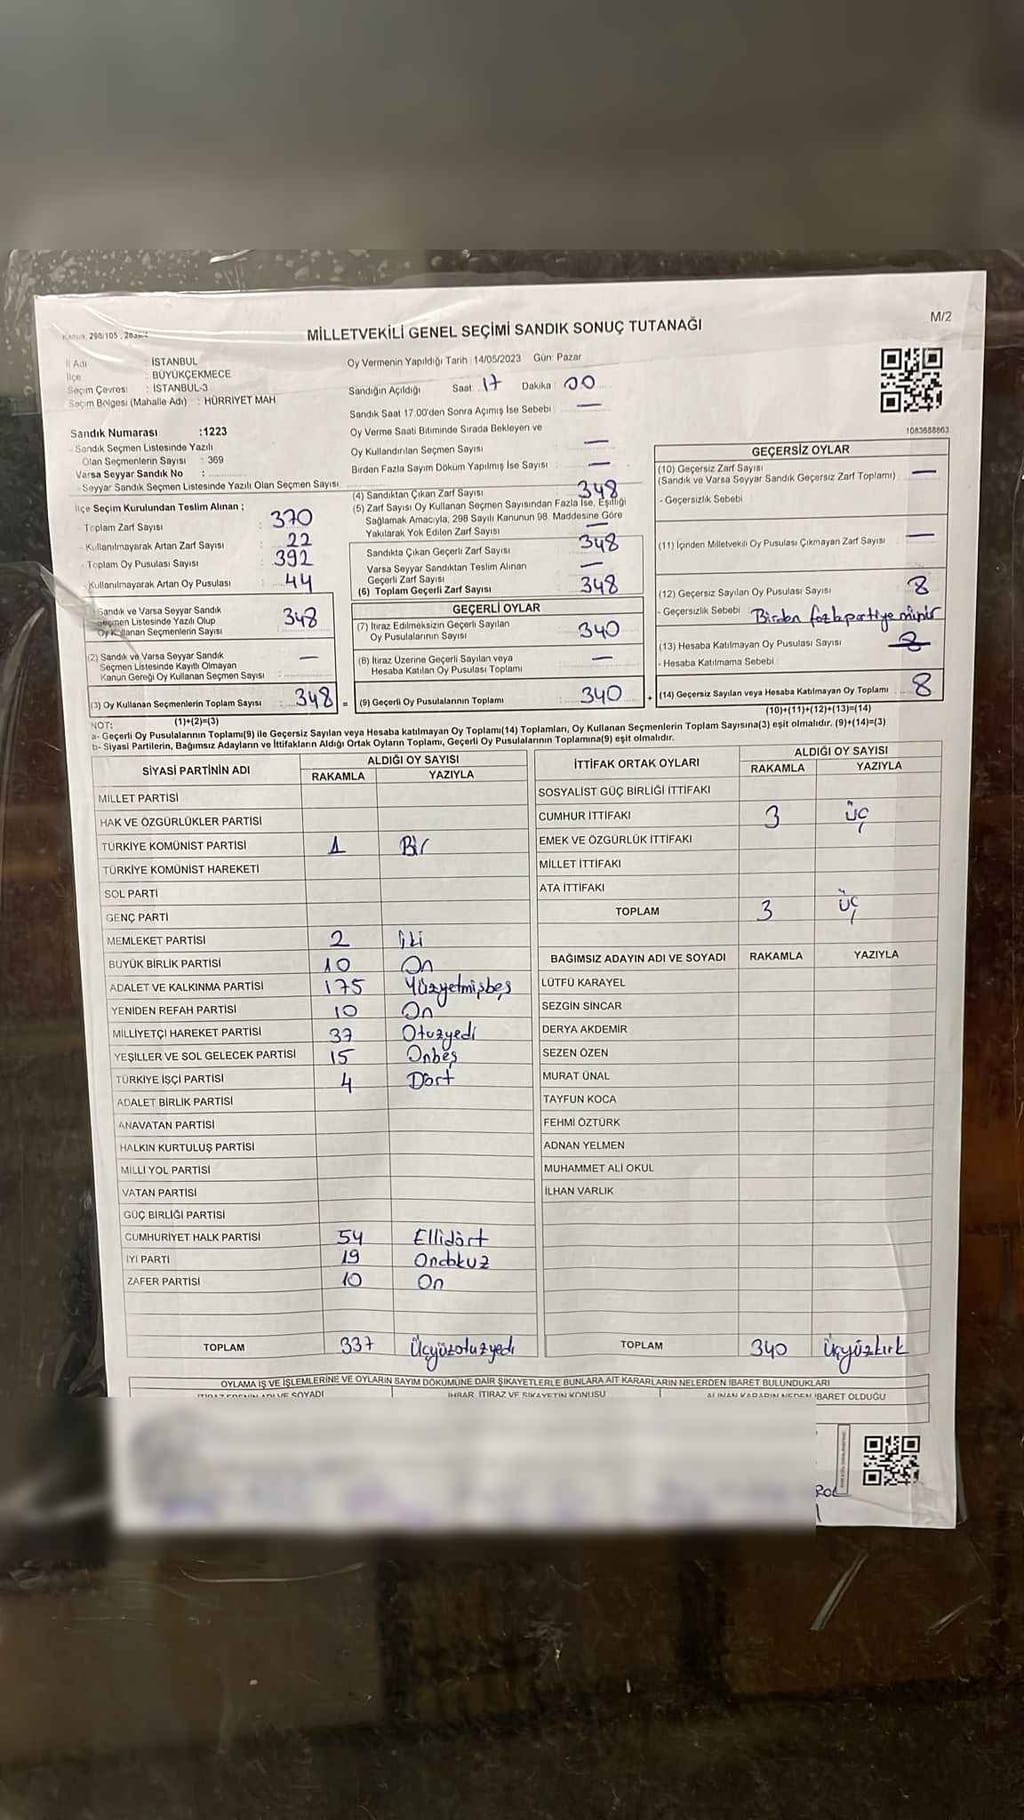 MİLLETVEKİLİ GENEL SEÇİMİ SANDIK SONUÇ TUTANAĞI
M/2
İl Adı : İSTANBUL
İlçe : BÜYÜKÇEKMECE
Seçim Çevresi : İSTANBUL-3
Seçim Bölgesi (Mahalle Adı) : HÜRRİYET MAH
Oy Vermenin Yapıldığı Tarih : 14/05/2023 Gün: Pazar
Sandığın Açıldığı Saat: 17 Dakika: 00
Sandık Saat 17.00'den Sonra Açımış İse Sebebi : —
Oy Verme Saati Bitiminde Sırada Bekleyen ve
Oy Kullandırılan Seçmen Sayısı : —
Birden Fazla Sayım Döküm Yapılmış İse Sayısı : —
1083688663
Sandık Numarası :1223
- Sandık Seçmen Listesinde Yazılı
Olan Seçmenlerin Sayısı : 369
Varsa Seyyar Sandık No :
- Seyyar Sandık Seçmen Listesinde Yazılı Olan Seçmen Sayısı:
İlçe Seçim Kurulundan Teslim Alınan ;
- Toplam Zarf Sayısı : 370
- Kullanılmayarak Artan Zarf Sayısı : 22
- Toplam Oy Pusulası Sayısı : 392
- Kullanılmayarak Artan Oy Pusulası : 44
(1) Sandık ve Varsa Seyyar Sandık
Seçmen Listesinde Yazılı Olup
Oy Kullanan Seçmenlerin Sayısı : 348
(2) Sandık ve Varsa Seyyar Sandık
Seçmen Listesinde Kayıtlı Olmayan
Kanun Gereği Oy Kullanan Seçmen Sayısı : —
(3) Oy Kullanan Seçmenlerin Toplam Sayısı : 348 =
(1)+(2)=(3)
(4) Sandıktan Çıkan Zarf Sayısı : 348
(5) Zarf Sayısı Oy Kullanan Seçmen Sayısından Fazla İse, Eşitliği
Sağlamak Amacıyla, 298 Sayılı Kanunun 98. Maddesine Göre
Yakılarak Yok Edilen Zarf Sayısı : —
Sandıkta Çıkan Geçerli Zarf Sayısı : 348
Varsa Seyyar Sandıktan Teslim Alınan
Geçerli Zarf Sayısı : —
(6) Toplam Geçerli Zarf Sayısı : 348
GEÇERLİ OYLAR
(7) İtiraz Edilmeksizin Geçerli Sayılan
Oy Pusulalarının Sayısı : 340
(8) İtiraz Üzerine Geçerli Sayılan veya
Hesaba Katılan Oy Pusulası Toplamı : —
(9) Geçerli Oy Pusulalarının Toplamı : 340 +
GEÇERSİZ OYLAR
(10) Geçersiz Zarf Sayısı
(Sandık ve Varsa Seyyar Sandık Geçersiz Zarf Toplamı) : —
- Geçersizlik Sebebi
(11) İçinden Milletvekili Oy Pusulası Çıkmayan Zarf Sayısı : —
(12) Geçersiz Sayılan Oy Pusulası Sayısı : 8
- Geçersizlik Sebebi : Birden fazla partiye mühür
(13) Hesaba Katılmayan Oy Pusulası Sayısı :
- Hesaba Katılmama Sebebi :
(14) Geçersiz Sayılan veya Hesaba Katılmayan Oy Toplamı : 8
(10)+(11)+(12)+(13)=(14)
NOT:
a- Geçerli Oy Pusulalarının Toplamı(9) ile Geçersiz Sayılan veya Hesaba katılmayan Oy Toplamı(14) Toplamları, Oy Kullanan Seçmenlerin Toplam Sayısına(3) eşit olmalıdır. (9)+(14)=(3)
b- Siyasi Partilerin, Bağımsız Adayların ve İttifakların Aldığı Ortak Oyların Toplamı, Geçerli Oy Pusulalarının Toplamına(9) eşit olmalıdır.
SİYASİ PARTİNİN ADI ALDIĞI OY SAYISI
RAKAMLA YAZIYLA
MİLLET PARTİSİ
HAK VE ÖZGÜRLÜKLER PARTİSİ
TÜRKİYE KOMÜNİST PARTİSİ 1 Bir
TÜRKİYE KOMÜNİST HAREKETİ
SOL PARTİ
GENÇ PARTİ
MEMLEKET PARTİSİ 2 İki
BÜYÜK BİRLİK PARTİSİ 10 On
ADALET VE KALKINMA PARTİSİ 175 Yüzyetmişbeş
YENİDEN REFAH PARTİSİ 10 On
MİLLİYETÇİ HAREKET PARTİSİ 37 Otuzyedi
YEŞİLLER VE SOL GELECEK PARTİSİ 15 Onbeş
TÜRKİYE İŞÇİ PARTİSİ 4 Dört
ADALET BİRLİK PARTİSİ
ANAVATAN PARTİSİ
HALKIN KURTULUŞ PARTİSİ
MİLLİ YOL PARTİSİ
VATAN PARTİSİ
GÜÇ BİRLİĞİ PARTİSİ
CUMHURİYET HALK PARTİSİ 54 Ellidört
İYİ PARTİ 19 Ondokuz
ZAFER PARTİSİ 10 On
TOPLAM 337 Üçyüzotuzyedi
İTTİFAK ORTAK OYLARI ALDIĞI OY SAYISI
RAKAMLA YAZIYLA
SOSYALİST GÜÇ BİRLİĞİ İTTİFAKI
CUMHUR İTTİFAKI 3 üç
EMEK VE ÖZGÜRLÜK İTTİFAKI
MİLLET İTTİFAKI
ATA İTTİFAKI
TOPLAM 3 üç
BAĞIMSIZ ADAYIN ADI VE SOYADI RAKAMLA YAZIYLA
LÜTFÜ KARAYEL
SEZGİN SİNCAR
DERYA AKDEMİR
SEZEN ÖZEN
MURAT ÜNAL
TAYFUN KOCA
FEHMİ ÖZTÜRK
ADNAN YELMEN
MUHAMMET ALİ OKUL
İLHAN VARLIK
TOPLAM 340 Üçyüzkırk
OYLAMA İŞ VE İŞLEMLERİNE VE OYLARIN SAYIM DÖKÜMÜNE DAİR ŞİKAYETLERLE BUNLARA AİT KARARLARIN NELERDEN İBARET BULUNDUKLARI
İTİRAZ EDENİN ADI VE SOYADI İHBAR, İTİRAZ VE ŞİKAYETİN KONUSU ALINAN KARARIN NEDEN İBARET OLDUĞU